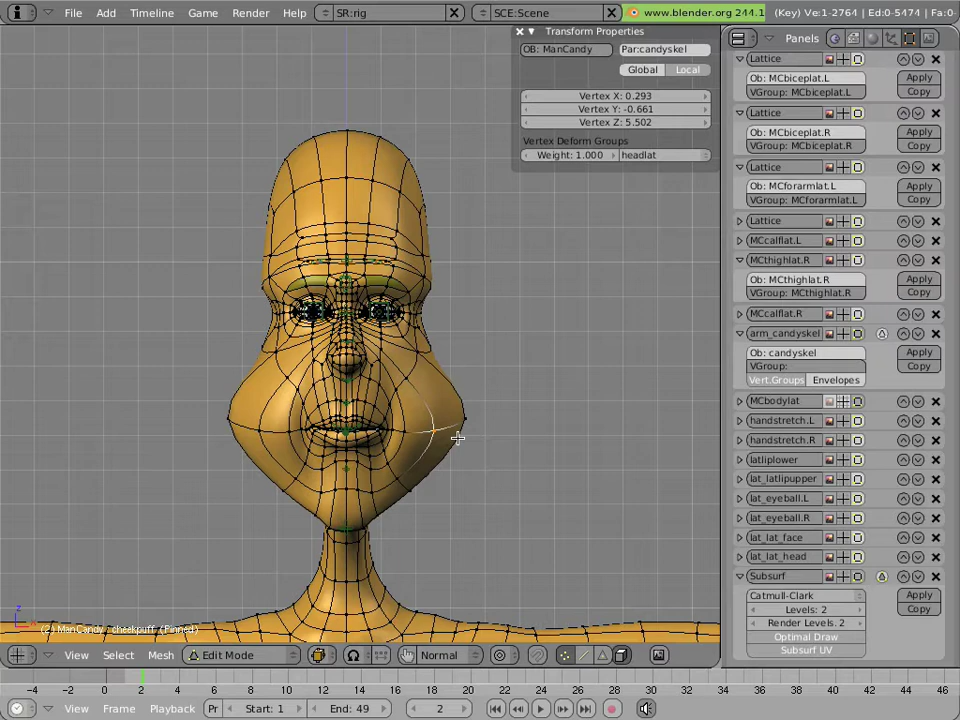 File Add Timeline Game Render Help SR:rig SCE:Scene www.blender.org 244.1 (Key) Ve:1-2764 | Ed:0-5474 | Fa:0
Transform Properties
OB: ManCandy Par:candyskel
Global Local
Vertex X: 0.293
Vertex Y: -0.661
Vertex Z: 5.502
Vertex Deform Groups
Weight: 1.000 headlat
Panels
Lattice
Ob: MCbiceplat.L Apply
VGroup: MCbiceplat.L Copy
Lattice
Ob: MCbiceplat.R Apply
VGroup: MCbiceplat.R Copy
Lattice
Ob: MCforarmlat.L Apply
VGroup: MCforarmlat.L Copy
Lattice
MCcalflat.L
MCthighlat.R
Ob: MCthighlat.R Apply
VGroup: MCthighlat.R Copy
MCcalflat.R
arm_candyskel
Ob: candyskel Apply
VGroup: Copy
Vert.Groups Envelopes
MCbodylat
handstretch.L
handstretch.R
latliplower
lat_latlipupper
lat_eyeball.L
lat_eyeball.R
lat_lat_face
lat_lat_head
Subsurf
Catmull-Clark Apply
Levels: 2 Copy
Render Levels: 2
Optimal Draw
Subsurf UV
z
(2) ManCandy : cheekpuff (Pinned)
View Select Mesh Edit Mode Normal
-4 -2 0 2 4 6 8 10 12 14 16 18 20 22 24 26 28 30 32 34 36 38 40 42 44 46
View Frame Playback Pr Start: 1 End: 49 2